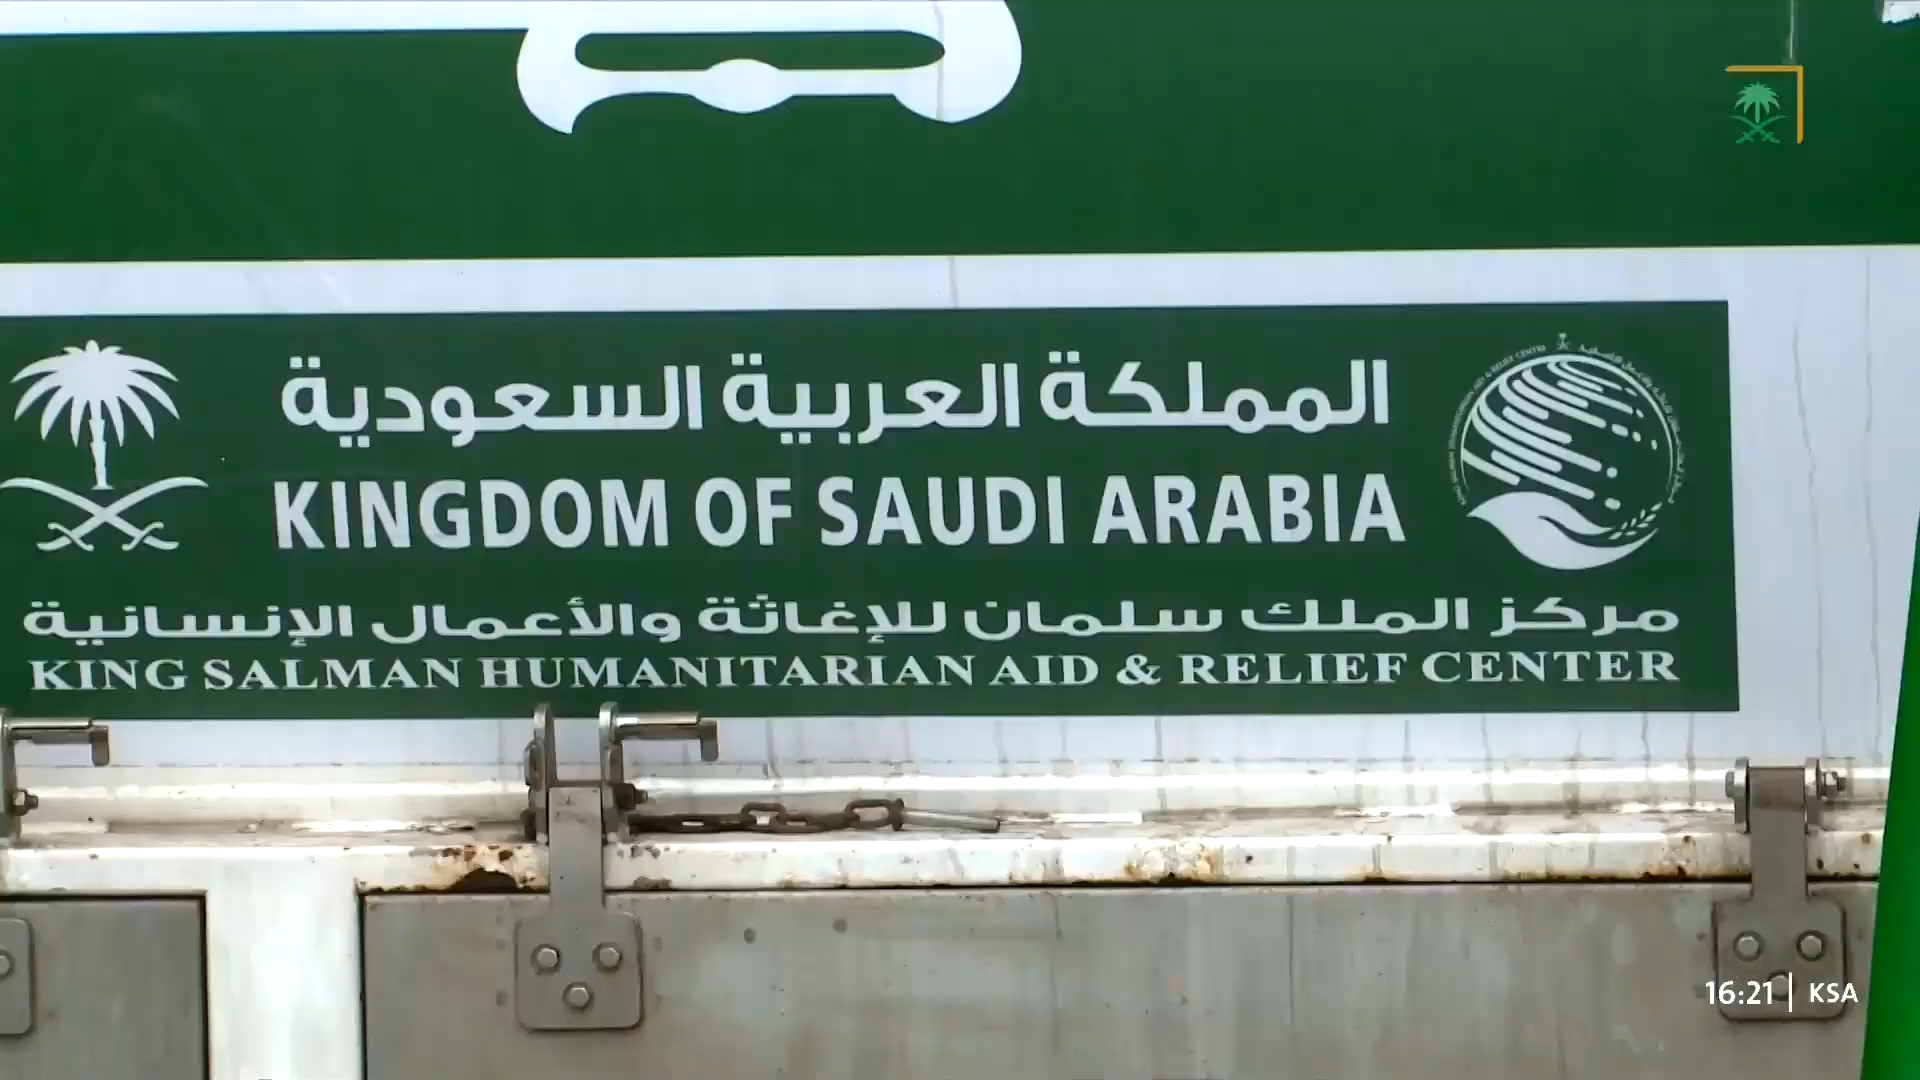 المملكة العربية السعودية
KINGDOM OF SAUDI ARABIA
مركز الملك سلمان للإغاثة والأعمال الإنسانية
KING SALMAN HUMANITARIAN AID & RELIEF CENTER
16:21 | KSA